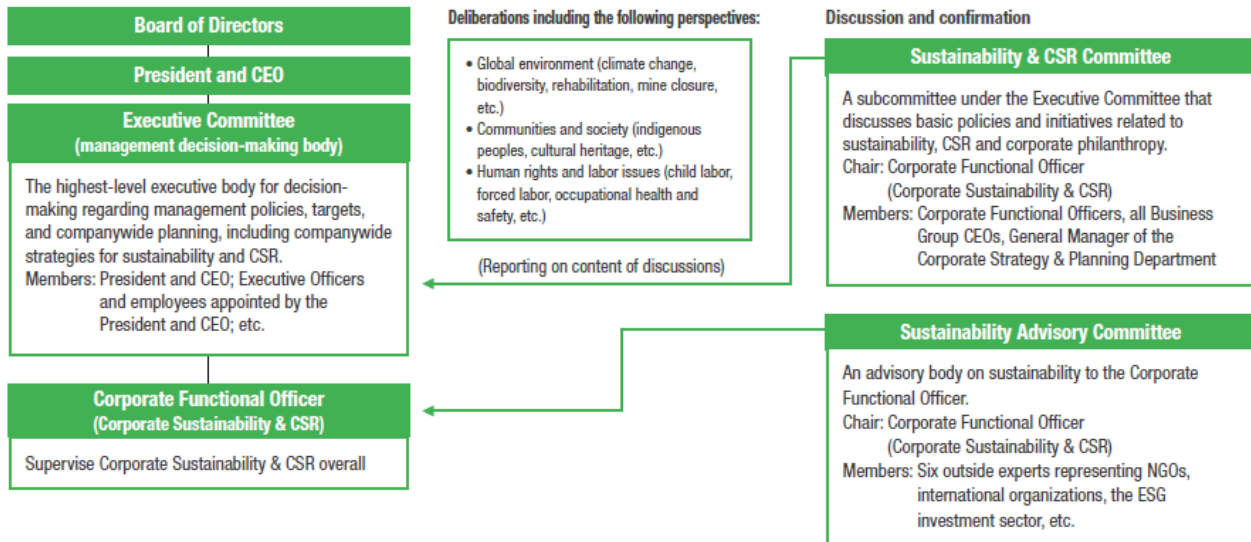 Board of Directors
President and CEO
Executive Committee
(management decision-making body)
The highest-level executive body for decision-
making regarding management policies, targets,
and companywide planning, including companywide
strategies for sustainability and CSR.
Members: President and CEO; Executive Officers
and employees appointed by the
President and CEO; etc.
Corporate Functional Officer
(Corporate Sustainability & CSR)
Supervise Corporate Sustainability & CSR overall
Deliberations including the following perspectives:
• Global environment (climate change,
biodiversity, rehabilitation, mine closure,
etc.)
• Communities and society (indigenous
peoples, cultural heritage, etc.)
• Human rights and labor issues (child labor,
forced labor, occupational health and
safety, etc.)
(Reporting on content of discussions)
Discussion and confirmation
Sustainability & CSR Committee
A subcommittee under the Executive Committee that
discusses basic policies and initiatives related to
sustainability, CSR and corporate philanthropy.
Chair: Corporate Functional Officer
(Corporate Sustainability & CSR)
Members: Corporate Functional Officers, all Business
Group CEOs, General Manager of the
Corporate Strategy & Planning Department
Sustainability Advisory Committee
An advisory body on sustainability to the Corporate
Functional Officer.
Chair: Corporate Functional Officer
(Corporate Sustainability & CSR)
Members: Six outside experts representing NGOs,
international organizations, the ESG
investment sector, etc.